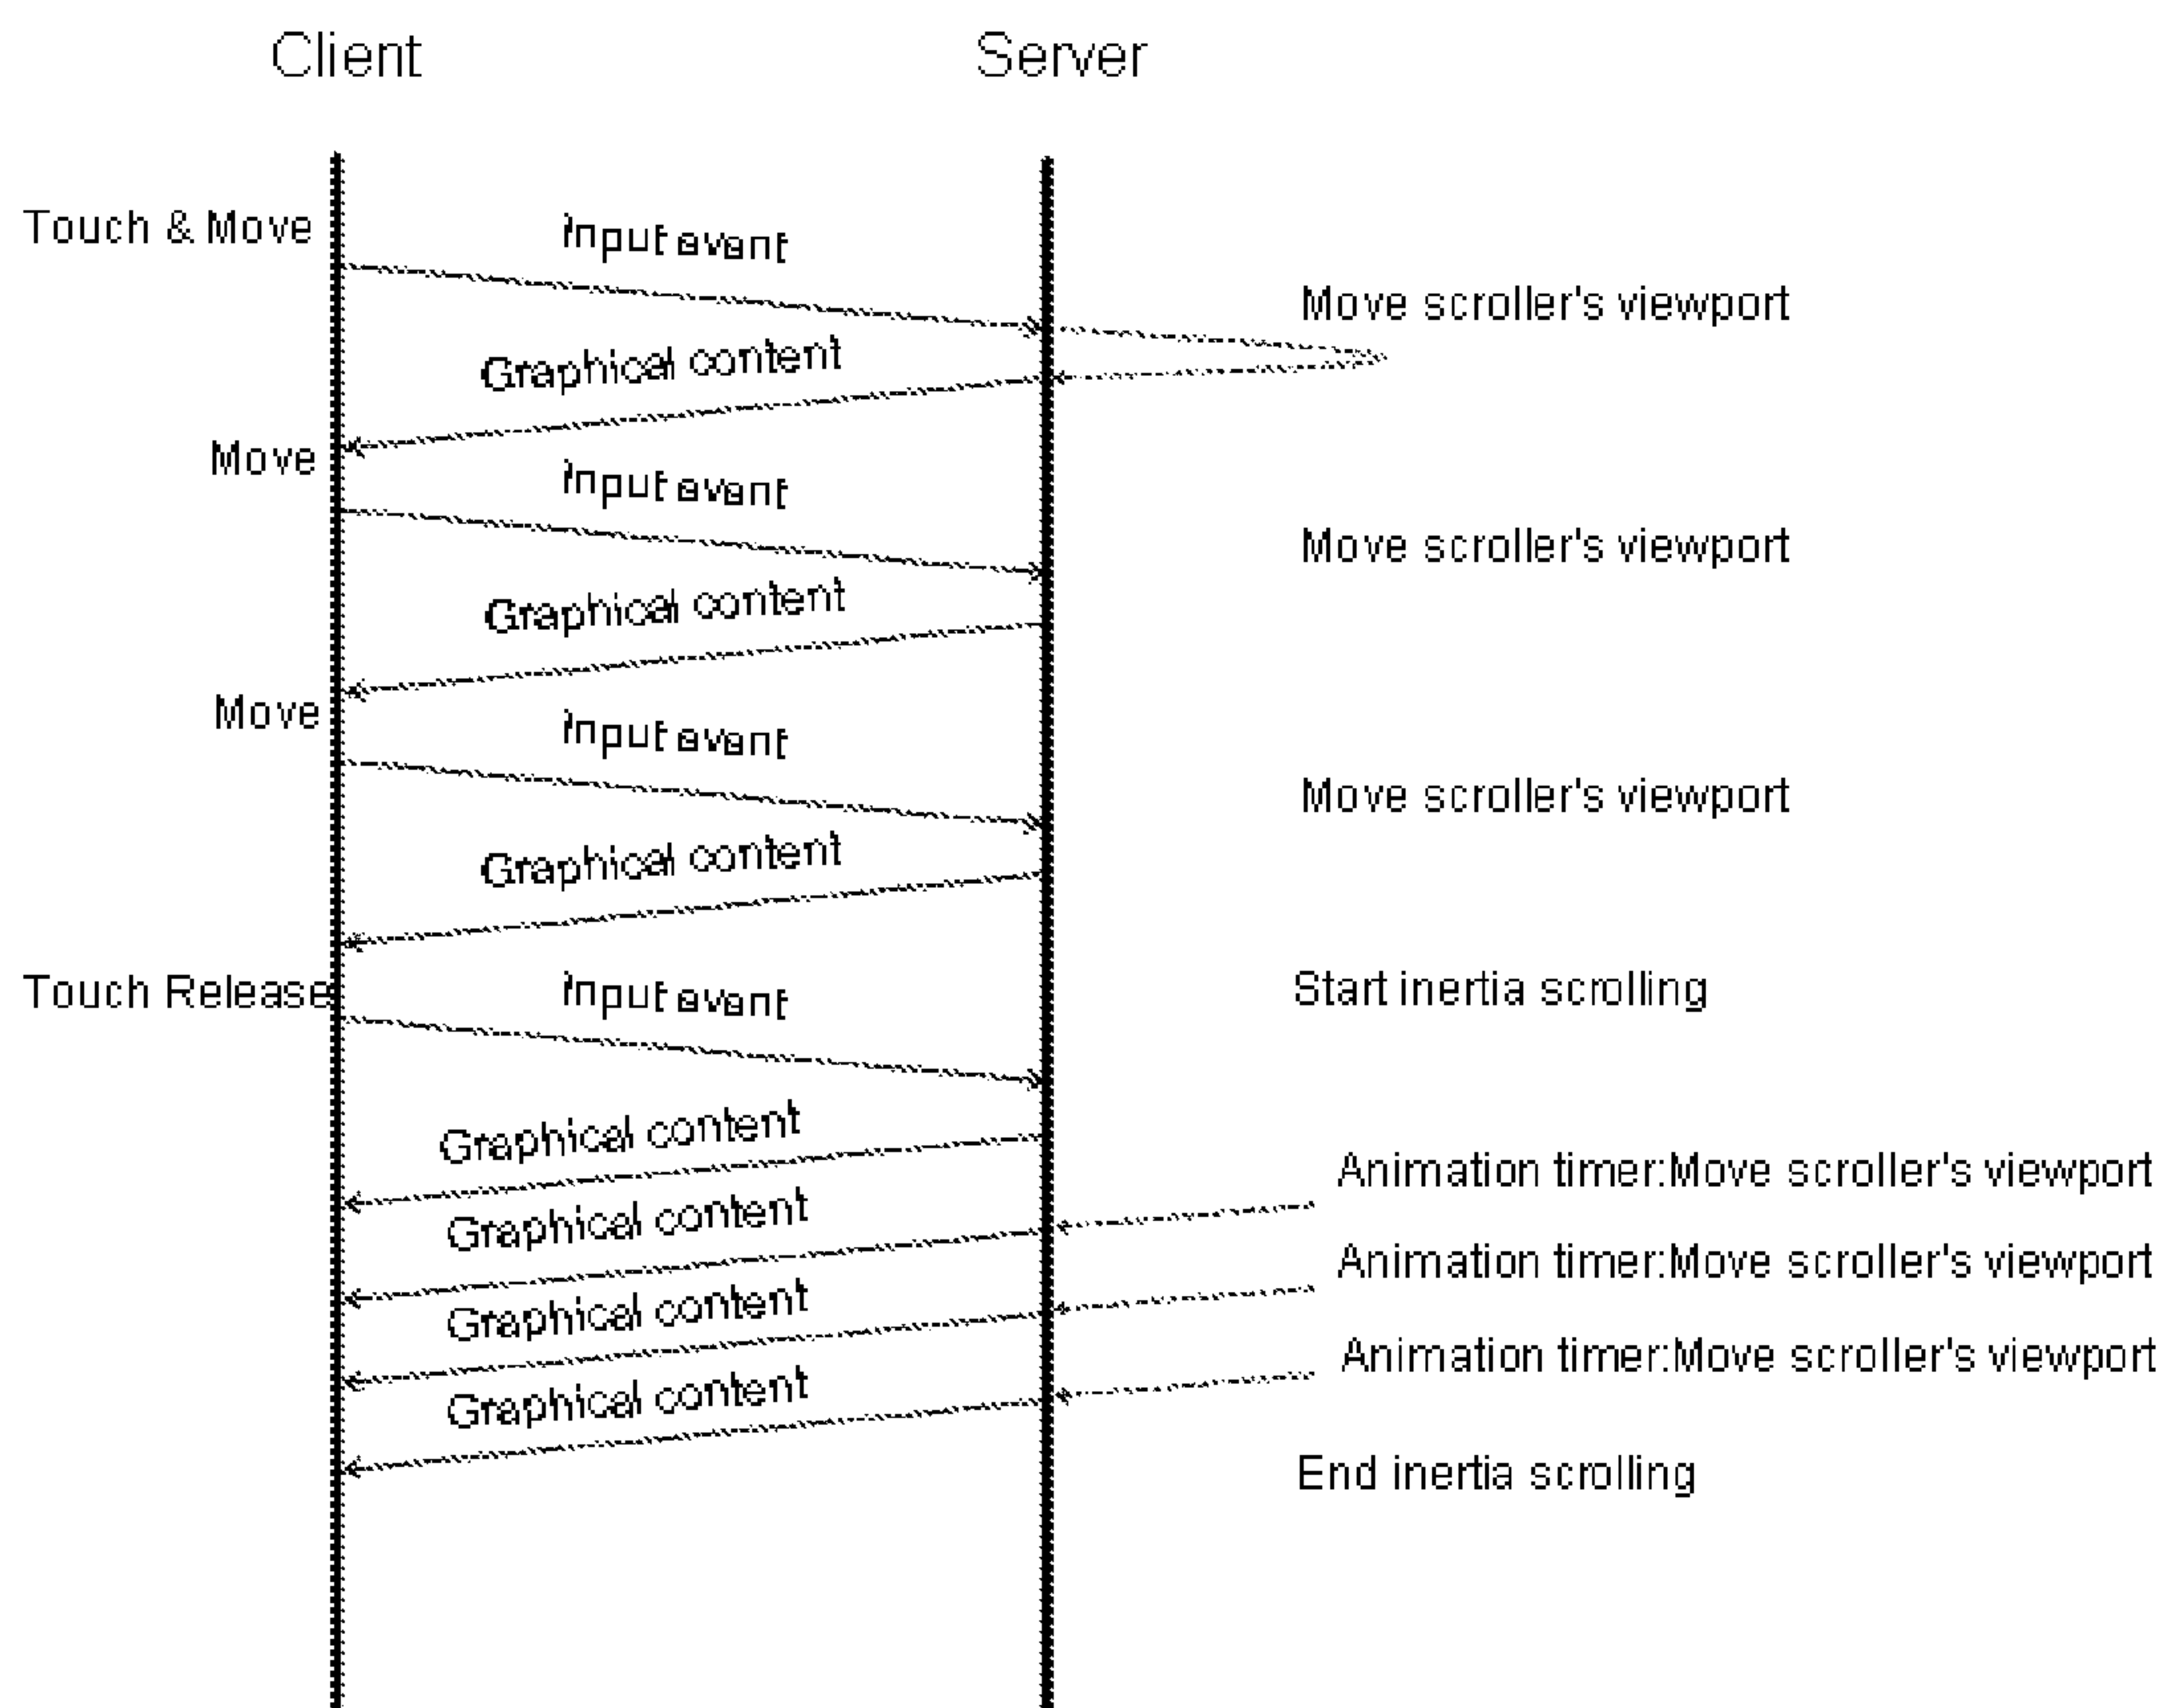 Client
Server
Touch & Move
Input event
Move scroller's viewport
Graphical content
Move
Input event
Move scroller's viewport
Graphical content
Move
Input event
Move scroller's viewport
Graphical content
Touch Release
Input event
Start inertia scrolling
Graphical content
Animation timer:Move scroller's viewport
Graphical content
Animation timer:Move scroller's viewport
Graphical content
Animation timer:Move scroller's viewport
Graphical content
End inertia scrolling